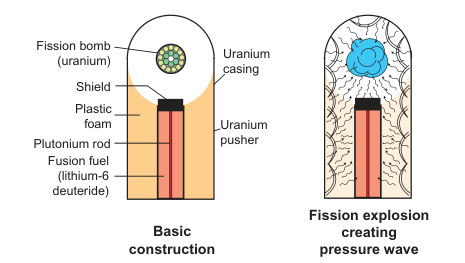 Fission bomb
(uranium)
Uranium
casing
Shield
Plastic
foam
Uranium
pusher
Plutonium rod
Fusion fuel
(lithium-6
deuteride)
Basic
construction
Fission explosion
creating
pressure wave